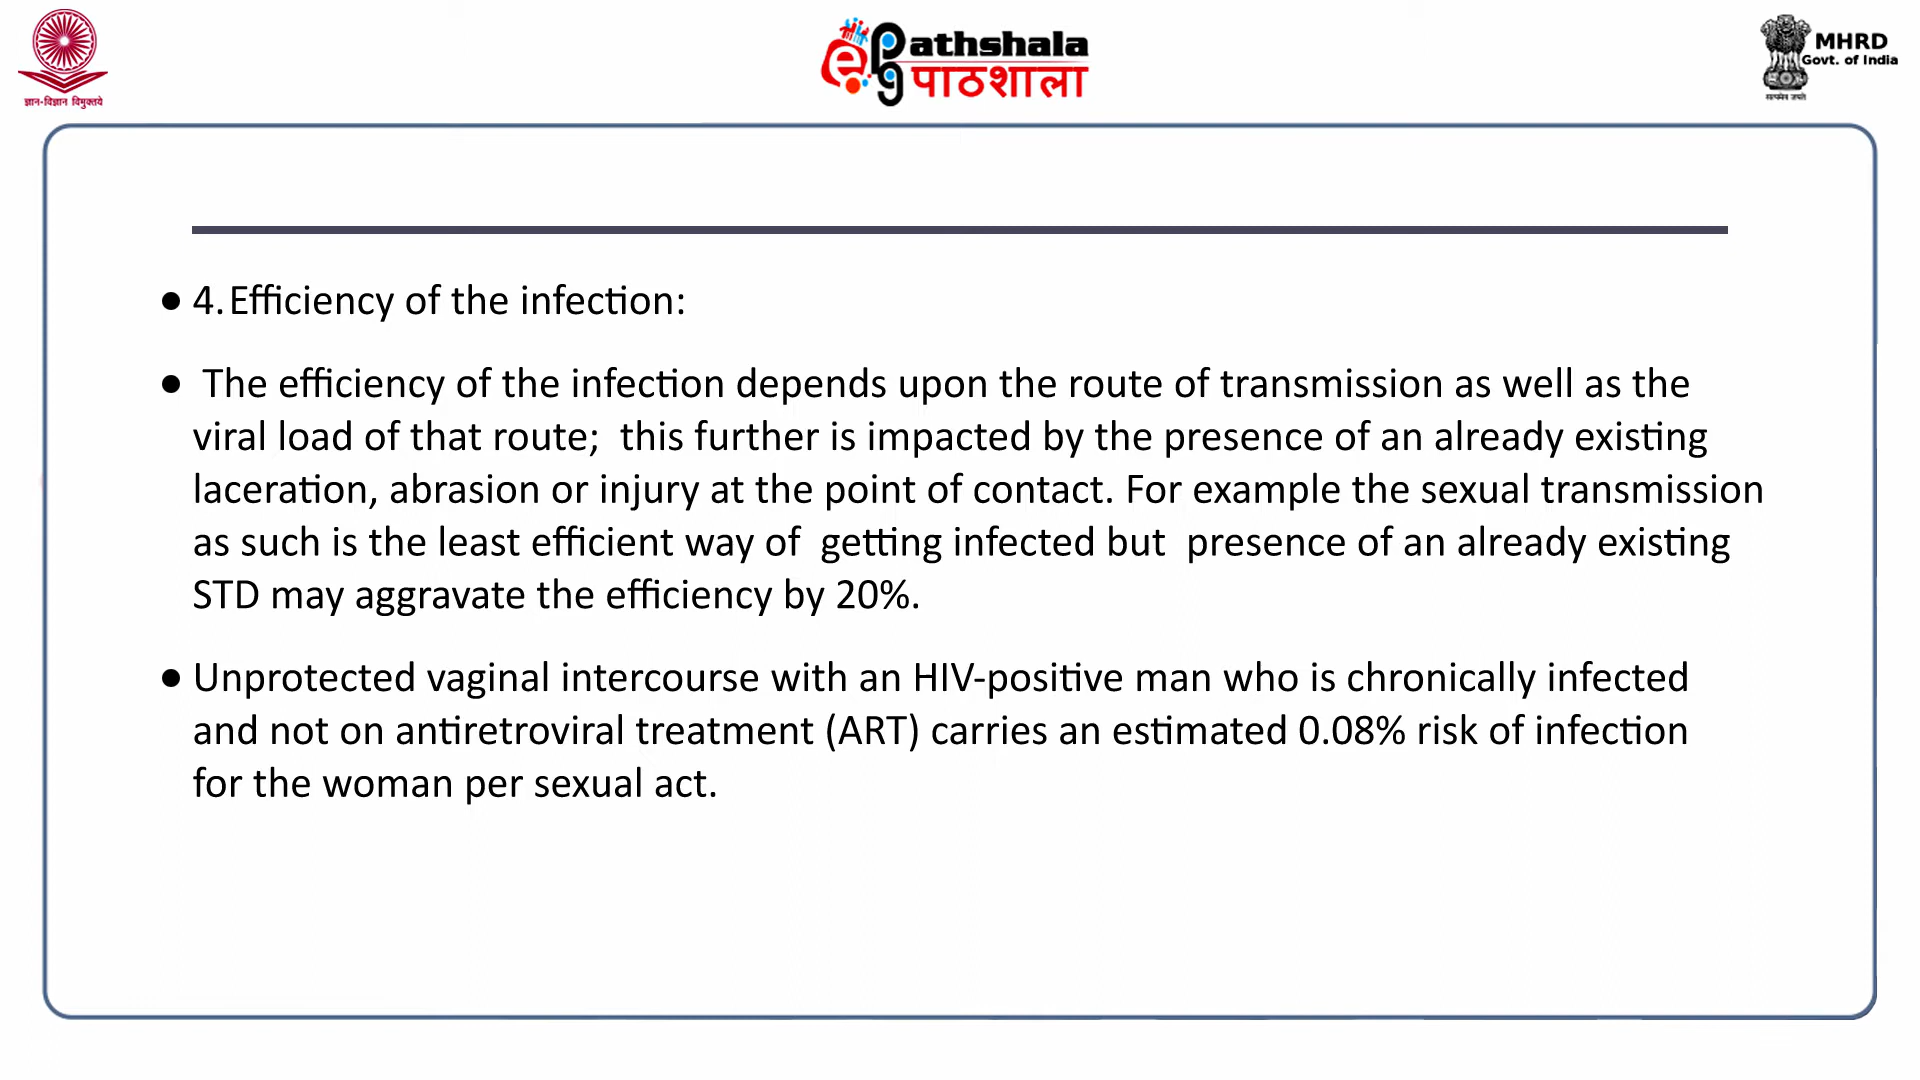 ज्ञान-विज्ञान विमुक्तये
e pg athshala
पाठशाला
MHRD
Govt. of India
सत्यमेव जयते
● 4. Efficiency of the infection:
● The efficiency of the infection depends upon the route of transmission as well as the
viral load of that route;  this further is impacted by the presence of an already existing
laceration, abrasion or injury at the point of contact. For example the sexual transmission
as such is the least efficient way of  getting infected but  presence of an already existing
STD may aggravate the efficiency by 20%.
● Unprotected vaginal intercourse with an HIV-positive man who is chronically infected
and not on antiretroviral treatment (ART) carries an estimated 0.08% risk of infection
for the woman per sexual act.